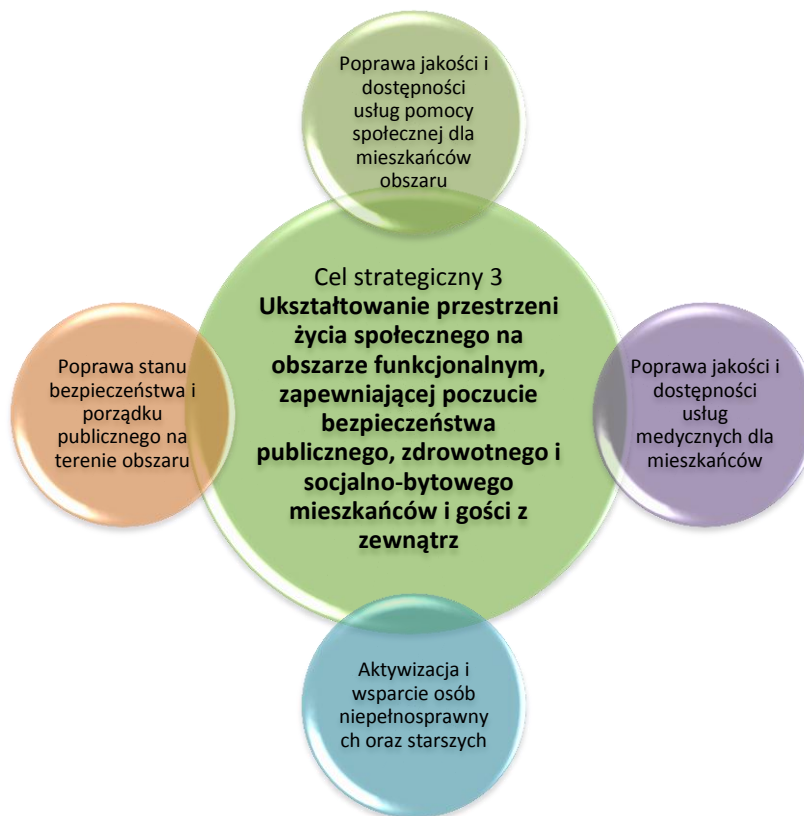 Poprawa jakości i
dostępności
usług pomocy
społecznej dla
mieszkańców
obszaru
Cel strategiczny 3
Ukształtowanie przestrzeni
życia społecznego na
obszarze funkcjonalnym,
zapewniającej poczucie
bezpieczeństwa
publicznego, zdrowotnego i
socjalno-bytowego
mieszkańców i gości z
zewnątrz
Poprawa stanu
bezpieczeństwa i
porządku
publicznego na
terenie obszaru
Poprawa jakości i
dostępności
usług
medycznych dla
mieszkańców
Aktywizacja i
wsparcie osób
niepełnosprawny
ch oraz starszych